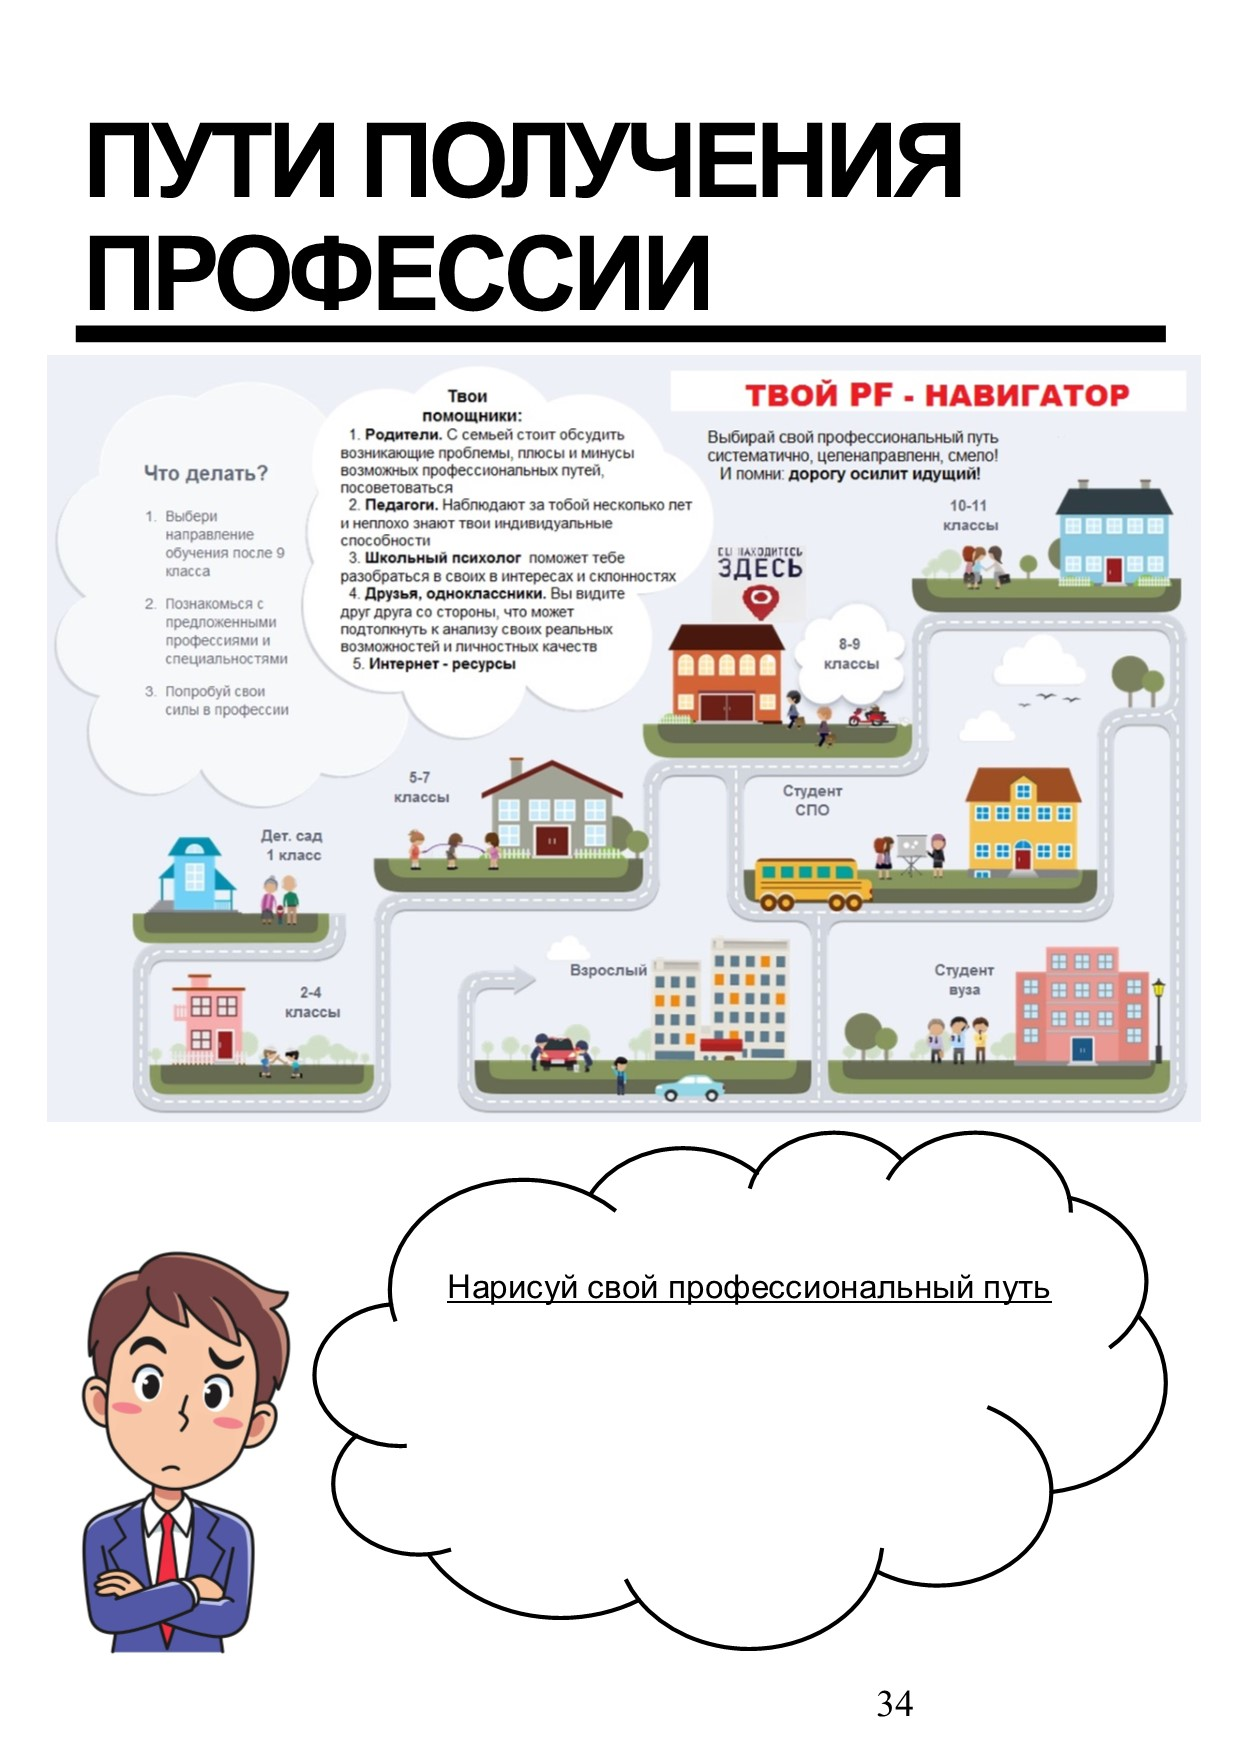 ПУТИ ПОЛУЧЕНИЯ
ПРОФЕССИИ
Что делать?
1. Выбери
направление
обучения после 9
класса
2. Познакомься с
предложенными
профессиями и
специальностями
3. Попробуй свои
силы в профессии
Твои
помощники:
1. Родители. С семьей стоит обсудить
возникающие проблемы, плюсы и минусы
возможных профессиональных путей,
посоветоваться
2. Педагоги. Наблюдают за тобой несколько лет
и неплохо знают твои индивидуальные
способности
3. Школьный психолог поможет тебе
разобраться в своих в интересах и склонностях
4. Друзья, одноклассники. Вы видите
друг друга со стороны, что может
подтолкнуть к анализу своих реальных
возможностей и личностных качеств
5. Интернет - ресурсы
ТВОЙ PF - НАВИГАТОР
Выбирай свой профессиональный путь
систематично, целенаправленн, смело!
И помни: дорогу осилит идущий!
10-11
классы
ВЫ НАХОДИТЕСЬ
ЗДЕСЬ
8-9
классы
5-7
классы
Студент
СПО
Дет. сад
1 класс
2-4
классы
Взрослый
Студент
вуза
Нарисуй свой профессиональный путь
34